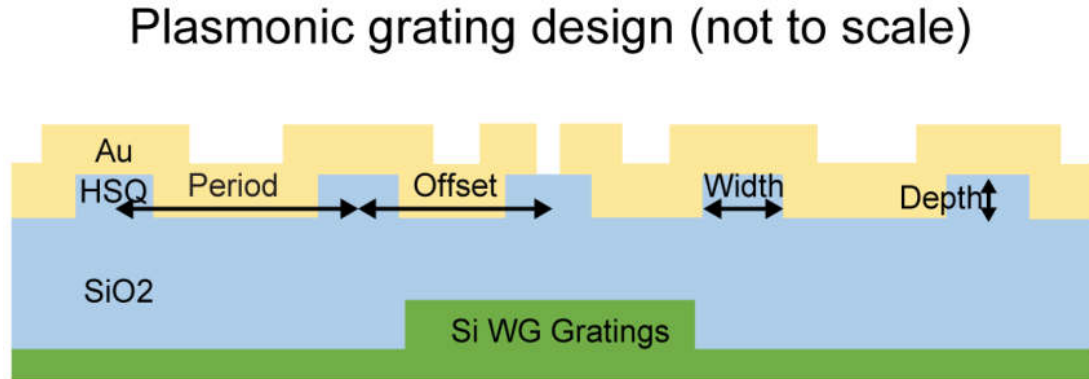 Plasmonic grating design (not to scale)
Au
HSQ Period Offset Width Depth
SiO2
Si WG Gratings